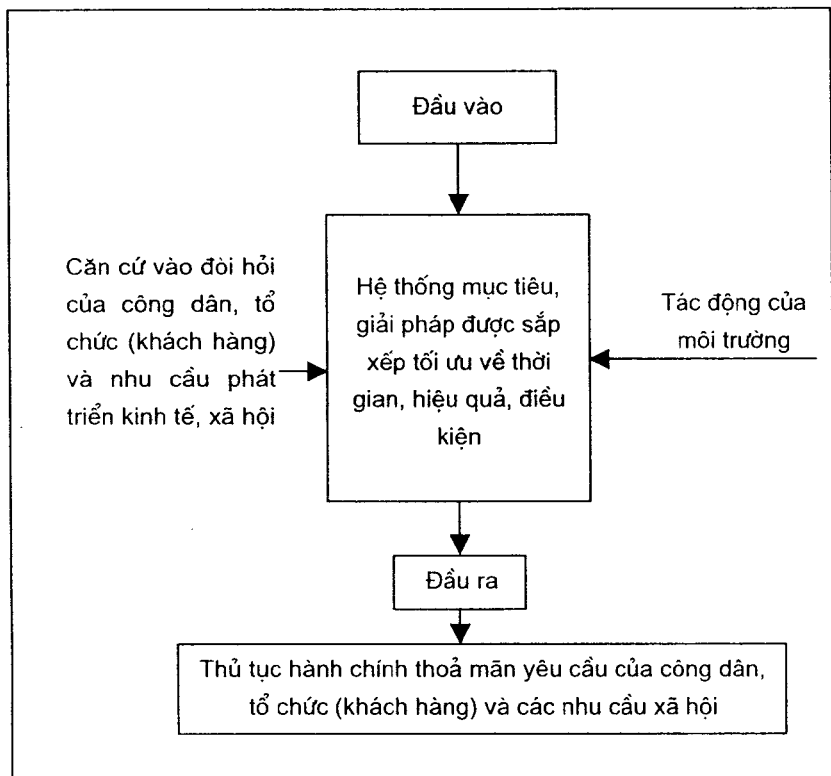 Đầu vào
Căn cứ vào đòi hỏi
của công dân, tổ
chức (khách hàng)
và nhu cầu phát
triển kinh tế, xã hội
Hệ thống mục tiêu,
giải pháp được sắp
xếp tối ưu về thời
gian, hiệu quả, điều
kiện
Tác động của
môi trường
Đầu ra
Thủ tục hành chính thoả mãn yêu cầu của công dân,
tổ chức (khách hàng) và các nhu cầu xã hội